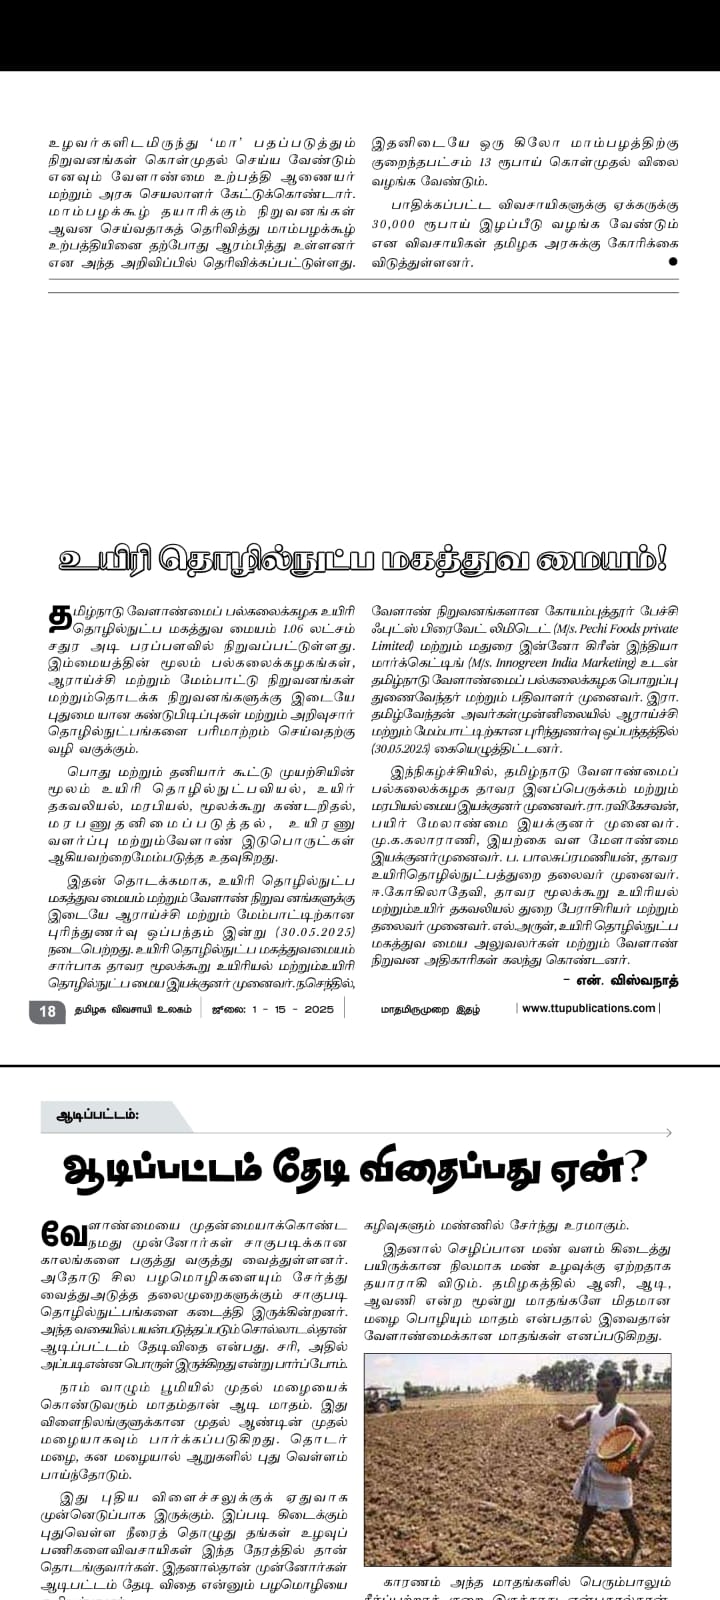 உழவர்களிடமிருந்து ‘மா’ பதப்படுத்தும்
நிறுவனங்கள் கொள்முதல் செய்ய வேண்டும்
எனவும் வேளாண்மை உற்பத்தி ஆணையர்
மற்றும் அரசு செயலாளர் கேட்டுக்கொண்டார்.
மாம்பழக்கூழ் தயாரிக்கும் நிறுவனங்கள்
ஆவன செய்வதாகத் தெரிவித்து மாம்பழக்கூழ்
உற்பத்தியினை தற்போது ஆரம்பித்து உள்ளனர்
என அந்த அறிவிப்பில் தெரிவிக்கப்பட்டுள்ளது.
இதனிடையே ஒரு கிலோ மாம்பழத்திற்கு
குறைந்தபட்சம் 13 ரூபாய் கொள்முதல் விலை
வழங்க வேண்டும்.
பாதிக்கப்பட்ட விவசாயிகளுக்கு ஏக்கருக்கு
30,000 ரூபாய் இழப்பீடு வழங்க வேண்டும்
என விவசாயிகள் தமிழக அரசுக்கு கோரிக்கை
விடுத்துள்ளனர். ●
உயிரி தொழில்நுட்ப மகத்துவ மையம்!
தமிழ்நாடு வேளாண்மைப் பல்கலைக்கழக உயிரி
தொழில்நுட்ப மகத்துவ மையம் 1.06 லட்சம்
சதுர அடி பரப்பளவில் நிறுவப்பட்டுள்ளது.
இம்மையத்தின் மூலம் பல்கலைக்கழகங்கள்,
ஆராய்ச்சி மற்றும் மேம்பாட்டு நிறுவனங்கள்
மற்றும்தொடக்க நிறுவனங்களுக்கு இடையே
புதுமை யான கண்டுபிடிப்புகள் மற்றும் அறிவுசார்
தொழில்நுட்பங்களை பரிமாற்றம் செய்வதற்கு
வழி வகுக்கும்.
பொது மற்றும் தனியார் கூட்டு முயற்சியின்
மூலம் உயிரி தொழில்நுட்பவியல், உயிர்
தகவலியல், மரபியல், மூலக்கூறு கண்டறிதல்,
மரபணுதனிமைப்படுத்தல், உயிரணு
வளர்ப்பு மற்றும்வேளாண் இடுபொருட்கள்
ஆகியவற்றைமேம்படுத்த உதவுகிறது.
இதன் தொடக்கமாக, உயிரி தொழில்நுட்ப
மகத்துவ மையம் மற்றும் வேளாண் நிறுவ னங்களுக்கு
இடையே ஆராய்ச்சி மற்றும் மேம்பாட்டிற்கான
புரிந்துணர்வு ஒப்பந்தம் இன்று (30.05.2025)
நடைபெற்றது. உயிரி தொழில்நுட்ப மகத்துவமையம்
சார்பாக தாவர மூலக்கூறு உயிரியல் மற்றும்உயிரி
தொழில்நுட்ப மைய இயக்குனர் முனைவர். ந.செந்தில்,
வேளாண் நிறுவனங்களான கோயம்புத்தூர் பேச்சி
ஃபுட்ஸ் பிரைவேட் லிமிடெட் (M/s. Pechi Foods private
Limited) மற்றும் மதுரை இன்னோ கிரீன் இந்தியா
மார்க்கெட்டிங் (M/s. Innogreen India Marketing) உடன்
தமிழ்நாடு வேளாண்மைப் பல்கலைக்கழக பொறுப்பு
துணைவேந்தர் மற்றும் பதிவாளர் முனைவர். இரா.
தமிழ்வேந்தன் அவர்கள்முன்னிலையில் ஆராய்ச்சி
மற்றும் மேம்பாட்டிற்கான புரிந்துணர்வு ஒப்பந்தத்தில்
(30.05.2025) கையெழுத்திட்டனர்.
இந்நிகழ்ச்சியில், தமிழ்நாடு வேளாண்மைப்
பல்கலைக்கழக தாவர இனப்பெருக்கம் மற்றும்
மரபியல் மைய இயக்குனர் முனைவர். ரா. ரவிகேசவன்,
பயிர் மேலாண்மை இயக்குனர் முனைவர்.
மு.க.கலாராணி, இயற்கை வள மேலாண்மை
இயக்குனர்முனைவர். ப. பாலசுப்ரமணியன், தாவர
உயிரிதொழில்நுட்பத்துறை தலைவர் முனைவர்.
ஈ.கோகிலாதேவி, தாவர மூலக்கூறு உயிரியல்
மற்றும்உயிர் தகவலியல் துறை பேராசிரியர் மற்றும்
தலைவர் முனைவர். எல்.அருள், உயிரி தொழில்நுட்ப
மகத்துவ மைய அலுவலர்கள் மற்றும் வேளாண்
நிறுவன அதிகாரிகள் கலந்து கொண்டனர்.
– என். விஸ்வநாத்
18 தமிழக விவசாயி உலகம் | ஜூலை: 1 - 15 - 2025 | மாதமிருமுறை இதழ் | www.ttupublications.com |
ஆடிப்பட்டம்:
ஆடிப்பட்டம் தேடி விதைப்பது ஏன்?
வேளாண்மையை முதன்மையாக்கொண்ட
நமது முன்னோர்கள் சாகுபடிக்கான
காலங்களை பகுத்து வகுத்து வைத்துள்ளனர்.
அதோடு சில பழமொழிகளையும் சேர்த்து
வைத்துஅடுத்த தலைமுறைகளுக்கும் சாகுபடி
தொழில்நுட்பங்களை கடைத்தி இருக்கின்றனர்.
அந்த வகையில் பயன்படுத்தப்படும் சொல்லாடல்தான்
ஆடிப்பட்டம் தேடிவிதை என்பது. சரி, அதில்
அப்படி என்ன பொருள் இருக்கிறது என்று பார்ப்போம்.
நாம் வாழும் பூமியில் முதல் மழையைக்
கொண்டுவரும் மாதம்தான் ஆடி மாதம். இது
விளைநிலங்களுக்கான முதல் ஆண்டின் முதல்
மழையாகவும் பார்க்கப்படுகிறது. தொடர்
மழை, கன மழையால் ஆறுகளில் புது வெள்ளம்
பாய்ந்தோடும்.
இது புதிய விளைச்சலுக்குக் ஏதுவாக
முன்னெடுப்பாக இருக்கும். இப்படி கிடைக்கும்
புதுவெள்ள நீரைத் தொழுது தங்கள் உழவுப்
பணிகளைவிவசாயிகள் இந்த நேரத்தில் தான்
தொடங்குவார்கள். இதனால்தான் முன்னோர்கள்
ஆடிப்பட்டம் தேடி விதை என்னும் பழமொழியை
கழிவுகளும் மண்ணில் சேர்ந்து உரமாகும்.
இதனால் செழிப்பான மண் வளம் கிடைத்து
பயிருக்கான நிலமாக மண் உழவுக்கு ஏற்றதாக
தயாராகி விடும். தமிழகத்தில் ஆனி, ஆடி,
ஆவணி என்ற மூன்று மாதங்களே மிதமான
மழை பொழியும் மாதம் என்பதால் இவைதான்
வேளாண்மைக்கான மாதங்கள் எனப்படுகிறது.
காரணம் அந்த மாதங்களில் பெரும்பாலும்